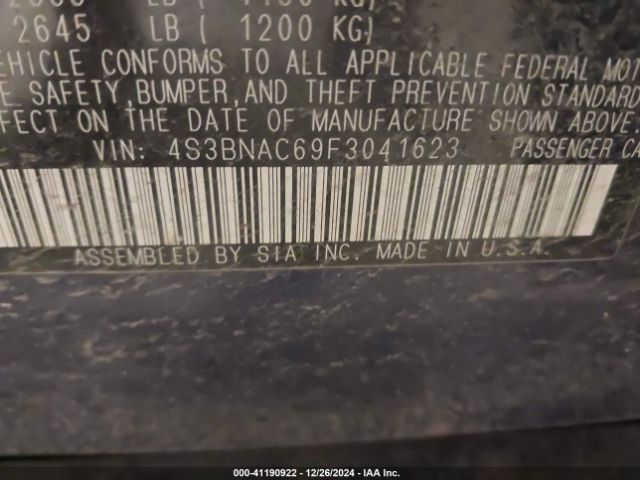 2645 LB ( 1200 KG)
EHICLE CONFORMS TO ALL APPLICABLE FEDERAL MOT
E SAFETY,BUMPER,AND THEFT PREVENTION STANDARD
FFECT ON THE DATE OF MANUFACTURE SHOWN ABOVE
VIN: 4S3BNAC69F3041623 PASSENGER CA
ASSEMBLED BY SIA INC. MADE IN U.S.A.
000-41190922 - 12/26/2024 - IAA Inc.